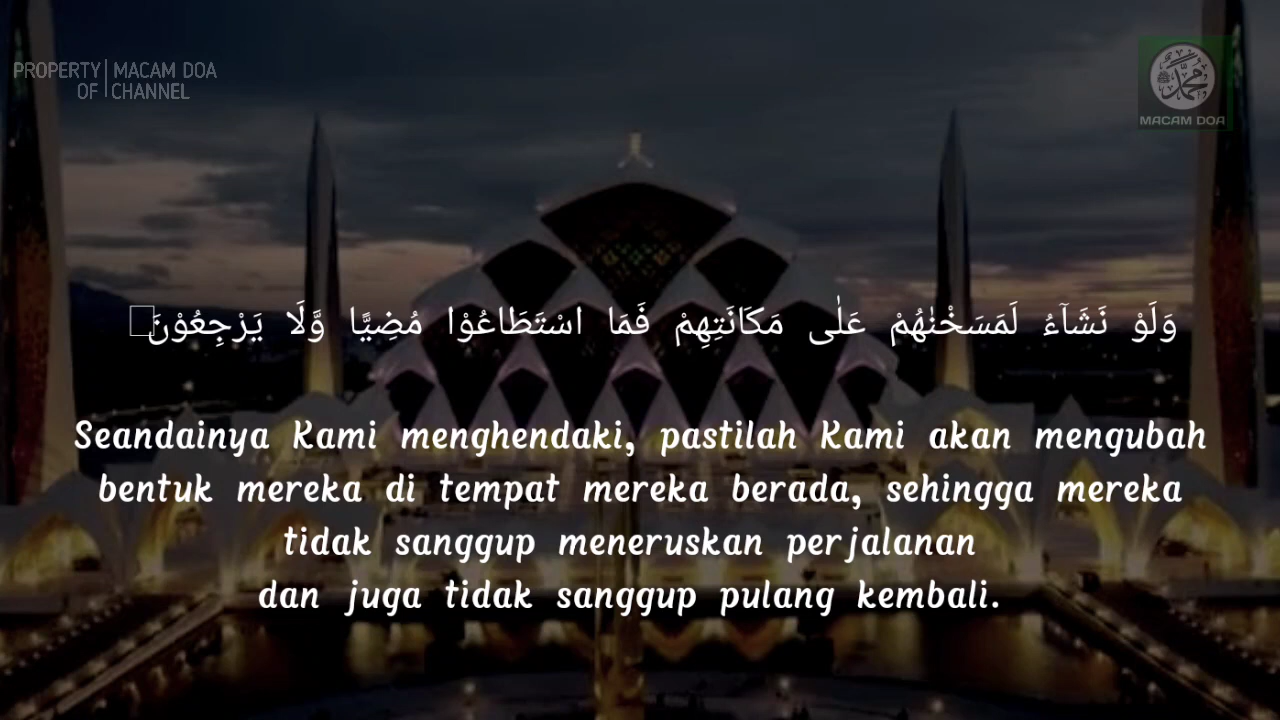 PROPERTY MACAM DOA
OF CHANNEL
محمد
MACAM DOA
وَلَوْ نَشَآءُ لَمَسَخْنٰهُمْ عَلٰى مَكَانَتِهِمْ فَمَا اسْتَطَاعُوْا مُضِيًّا وَّلَا يَرْجِعُوْنَ
Seandainya Kami menghendaki, pastilah Kami akan mengubah
bentuk mereka di tempat mereka berada, sehingga mereka
tidak sanggup meneruskan perjalanan
dan juga tidak sanggup pulang kembali.